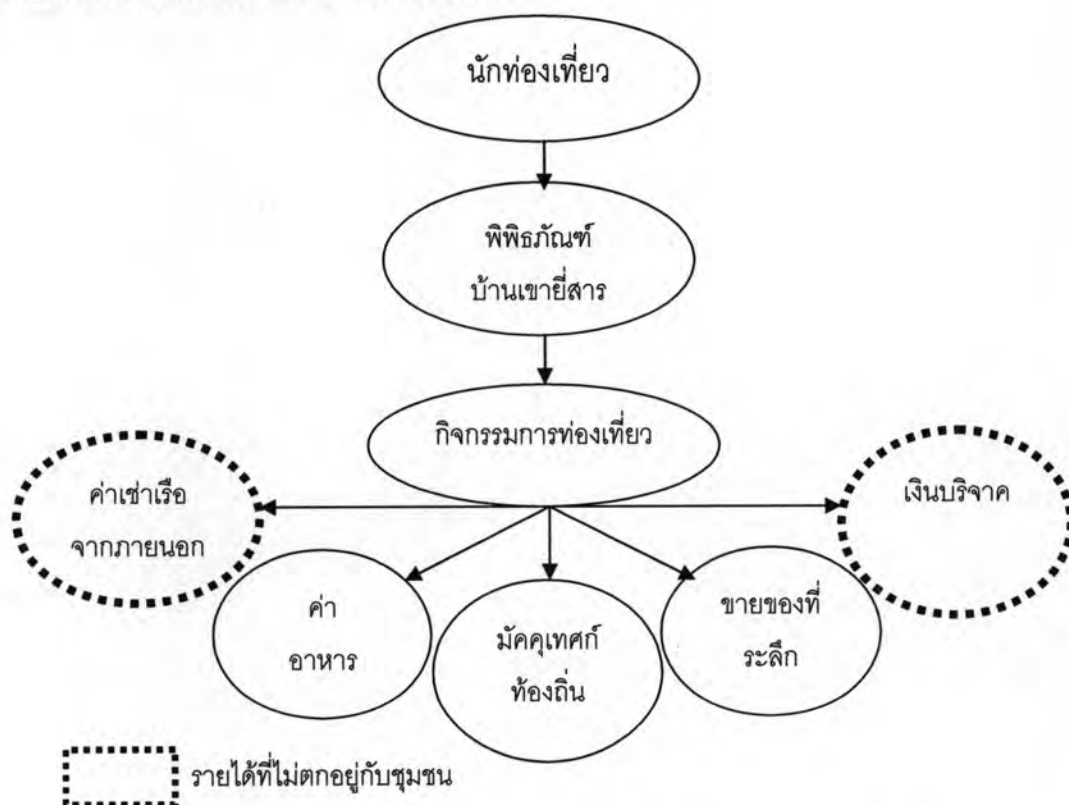 นักท่องเที่ยว
พิพิธภัณฑ์
บ้านเขายี่สาร
กิจกรรมการท่องเที่ยว
ค่าเช่าเรือ
จากภายนอก
เงินบริจาค
ค่า
อาหาร
มัคคุเทศก์
ท้องถิ่น
ขายของที่
ระลึก
รายได้ที่ไม่ตกอยู่กับชุมชน